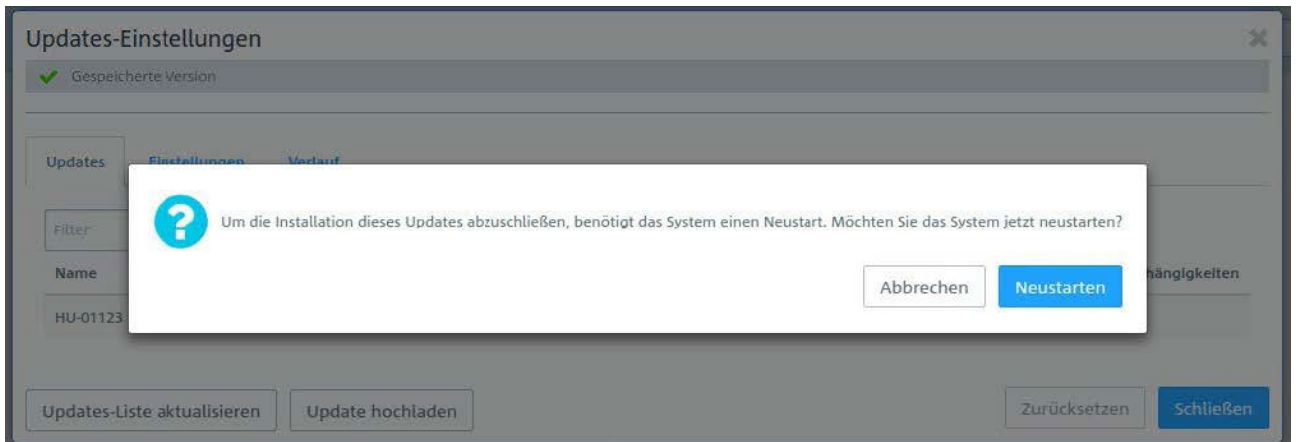 Updates-Einstellungen
Gespeicherte Version
Updates Einstellungen Verlauf
Um die Installation dieses Updates abzuschließen, benötigt das System einen Neustart. Möchten Sie das System jetzt neustarten?
Filter
Name hängigkeiten
Abbrechen Neustarten
HU-01123
Updates-Liste aktualisieren Update hochladen Zurücksetzen Schließen